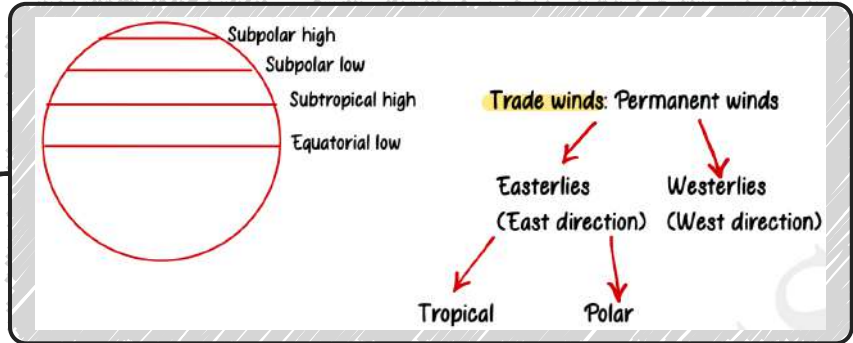 Subpolar high
Subpolar low
Subtropical high
Equatorial low
Trade winds: Permanent winds
Easterlies
(East direction)
Westerlies
(West direction)
Tropical
Polar